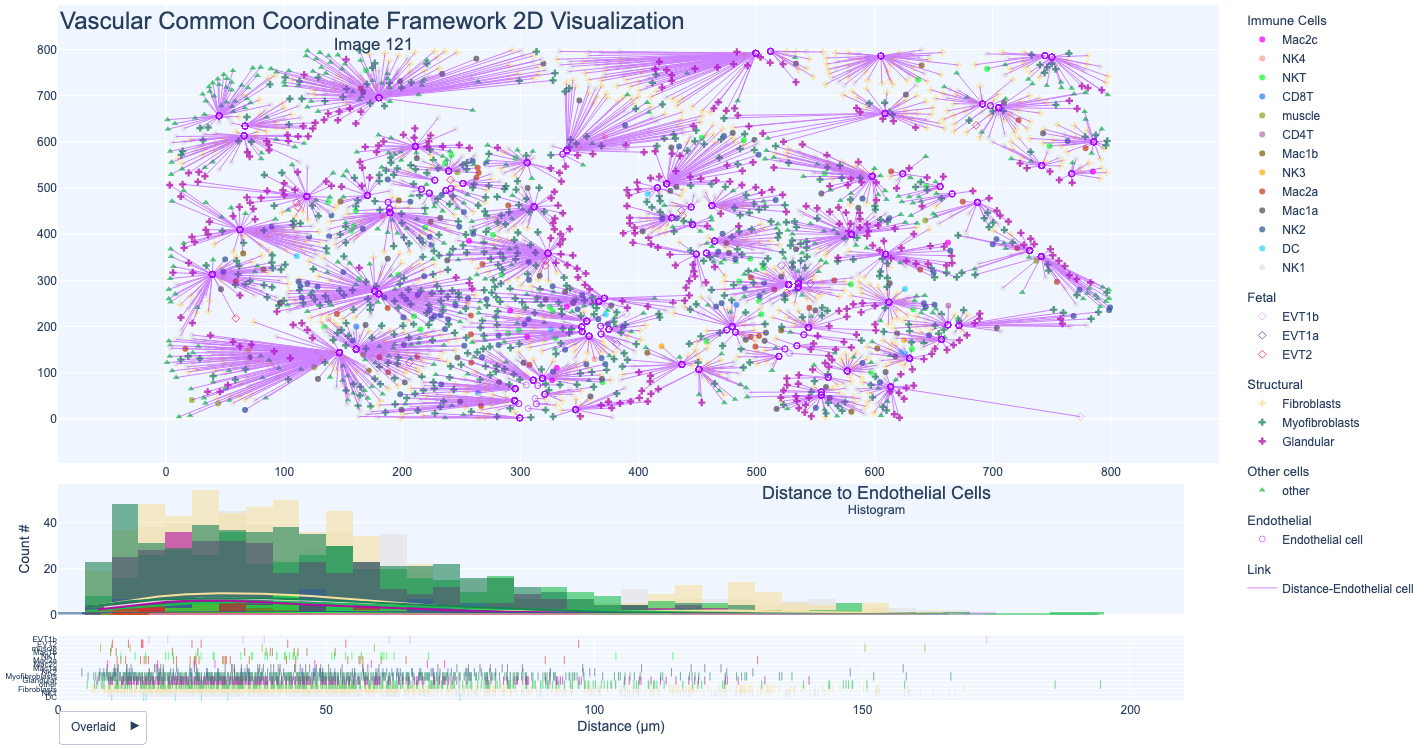 Vascular Common Coordinate Framework 2D Visualization
Image 121
800
700
600
500
400
300
200
100
0
0 100 200 300 400 500 600 700 800
Immune Cells
Mac2c
NK4
NKT
CD8T
muscle
CD4T
Mac1b
NK3
Mac2a
Mac1a
NK2
DC
NK1
Fetal
EVT1b
EVT1a
EVT2
Structural
Fibroblasts
Myofibroblasts
Glandular
Other cells
other
Endothelial
Endothelial cell
Link
Distance-Endothelial cell
Distance to Endothelial Cells
Histogram
Count #
40
20
0
EVT1b
Myofibroblasts
Glandular
other
Fibroblasts
DC
0 50 100 150 200
Distance (μm)
Overlaid ▶